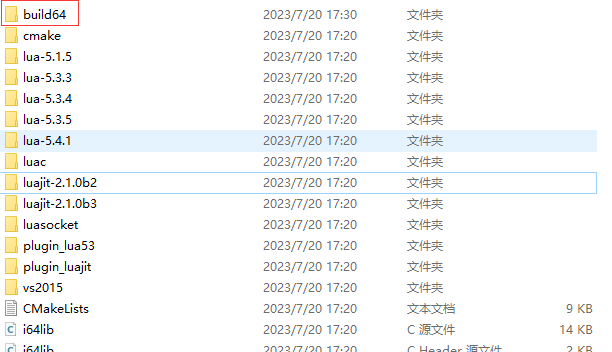 build64 2023/7/20 17:30 文件夹
cmake 2023/7/20 17:20 文件夹
lua-5.1.5 2023/7/20 17:20 文件夹
lua-5.3.3 2023/7/20 17:20 文件夹
lua-5.3.4 2023/7/20 17:20 文件夹
lua-5.3.5 2023/7/20 17:20 文件夹
lua-5.4.1 2023/7/20 17:20 文件夹
luac 2023/7/20 17:20 文件夹
luajit-2.1.0b2 2023/7/20 17:20 文件夹
luajit-2.1.0b3 2023/7/20 17:20 文件夹
luasocket 2023/7/20 17:20 文件夹
plugin_lua53 2023/7/20 17:20 文件夹
plugin_luajit 2023/7/20 17:20 文件夹
vs2015 2023/7/20 17:20 文件夹
CMakeLists 2023/7/20 17:20 文本文档 9 KB
i64lib 2023/7/20 17:20 C 源文件 14 KB
i64lib 2023/7/20 17:20 C Header 源文件 2 KB